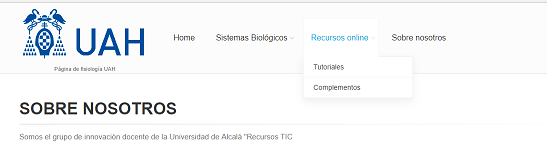 UAH
Página de fisiología UAH
Home Sistemas Biológicos Recursos online Sobre nosotros
Tutoriales
Complementos
SOBRE NOSOTROS
Somos el grupo de innovación docente de la Universidad de Alcalá "Recursos TIC